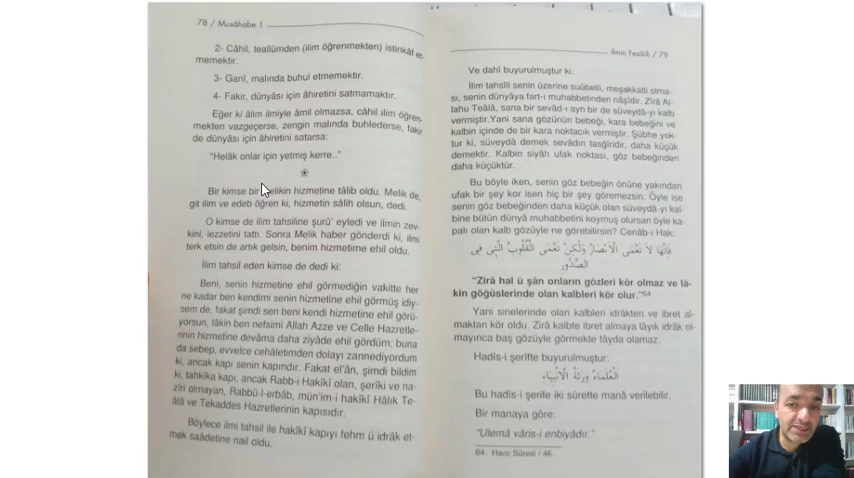 78 / Musâhabe 1
2- Câhil, teallümden (ilim öğrenmekten) istinkâf et-
memektir.
3- Ganî, malında buhul etmemektir.
4- Fakir, dünyâsı için âhiretini satmamaktır.
Eğer ki âlim ilmiyle âmil olmazsa, câhil ilim öğren-
mekten vazgeçerse, zengin malında buhlederse, fakir
de dünyâsı için âhiretini satarsa:
"Helâk onlar için yetmiş kerre.."
Bir kimse bir Melikin hizmetine tâlib oldu. Melik de,
git ilim ve edeb öğren ki, hizmetin sâlih olsun, dedi.
O kimse de ilim tahsiline şurû' eyledi ve ilmin zev-
kini, lezzetini tattı. Sonra Melik haber gönderdi ki, ilmi
terk etsin de artık gelsin, benim hizmetime ehil oldu.
İlim tahsil eden kimse de dedi ki:
Beni, senin hizmetine ehil görmediğin vakitte her
ne kadar ben kendimi senin hizmetine ehil görmüş idiy-
sem de, fakat şimdi sen beni kendi hizmetine ehil görü-
yorsun, lâkin ben nefsimi Allah Azze ve Celle Hazretle-
rinin hizmetine devâma daha ziyâde ehil gördüm; buna
da sebep, evvelce cehâletimden dolayı zannediyordum
ki, ancak kapı senin kapındır. Fakat el'ân, şimdi bildim
ki, tahkîka kapı, ancak Rabb-i Hakîkî olan, şerîki ve na-
zîri olmayan, Rabbü'l-erbâb, mün'im-i hakîkî Hâlık Te-
âlâ ve Tekaddes Hazretlerinin kapısıdır.
Böylece ilmi tahsil ile hakîkî kapıyı fehm ü idrâk et-
mek saâdetine nail oldu.
İlmin Fezâili / 79
Ve dahî buyurulmuştur ki:
İlim tahsîli senin üzerine suûbetli, meşakkatli olma-
sı, senin dünyâya fart-ı muhabbetinden nâşîdir. Zîrâ Al-
lahu Teâlâ, sana bir sevâd-ı ayn bir de süveydâ-yı kalb
vermiştir.Yani sana gözünün bebeği, kara bebeğini ve
kalbin içinde de bir kara noktacık vermiştir. Şübhe yok-
tur ki, süveydâ demek sevâdın tasğîridir, daha küçük
demektir. Kalbin siyâh ufak noktası, göz bebeğinden
daha küçüktür.
Bu böyle iken, senin göz bebeğin önüne yakından
ufak bir şey kor isen hiç bir şey göremezsin. Öyle ise
senin göz bebeğinden daha küçük olan süveydâ-yı kal-
bine bütün dünyâ muhabbetini koymuş olursan öyle ka-
palı olan kalb gözüyle ne görebilirsin? Cenâb-ı Hak:
فَاِنَّهَا لَا تَعْمَى الْاَبْصَارُ وَلٰكِنْ تَعْمَى الْقُلُوبُ الَّتِى فِى
الصُّدُورِ
"Zîrâ hal ü şân onların gözleri kör olmaz ve lâ-
kin göğüslerinde olan kalbleri kör olur."64
Yani sinelerinde olan kalbleri idrâkten ve ibret al-
maktan kör oldu. Zîrâ kalbte ibret almaya lâyık idrâk ol-
mayınca baş gözüyle görmekte fâyda olamaz.
Hadîs-i şerîfte buyurulmuştur:
اَلْعُلَمَاءُ وَرَثَةُ الْاَنْبِيَاءِ
Bu hadîs-i şerîfe iki sûrette manâ verilebilir.
Bir manaya göre:
"Ulemâ vâris-i enbiyâdır."
64. Hacc Sûresi / 46.